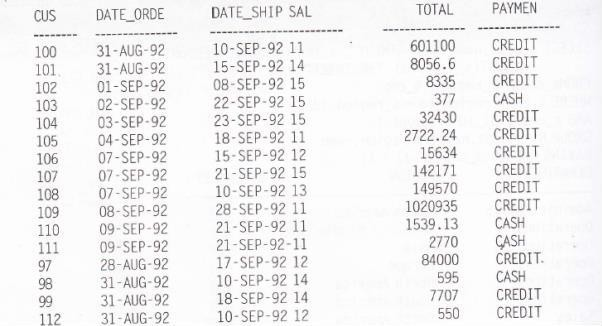 CUS DATE_ORDE DATE_SHIP SAL TOTAL PAYMEN
-------- --------- ------------------ --------- ---------
100 31-AUG-92 10-SEP-92 11 601100 CREDIT
101 31-AUG-92 15-SEP-92 14 8056.6 CREDIT
102 01-SEP-92 08-SEP-92 15 8335 CREDIT
103 02-SEP-92 22-SEP-92 15 377 CASH
104 03-SEP-92 23-SEP-92 15 32430 CREDIT
105 04-SEP-92 18-SEP-92 11 2722.24 CREDIT
106 07-SEP-92 15-SEP-92 12 15634 CREDIT
107 07-SEP-92 21-SEP-92 15 142171 CREDIT
108 07-SEP-92 10-SEP-92 13 149570 CREDIT
109 08-SEP-92 28-SEP-92 11 1020935 CREDIT
110 09-SEP-92 21-SEP-92 11 1539.13 CASH
111 09-SEP-92 21-SEP-92-11 2770 CASH
97 28-AUG-92 17-SEP-92 12 84000 CREDIT.
98 31-AUG-92 10-SEP-92 14 595 CASH
99 31-AUG-92 18-SEP-92 14 7707 CREDIT
112 31-AUG-92 10-SEP-92 12 550 CREDIT